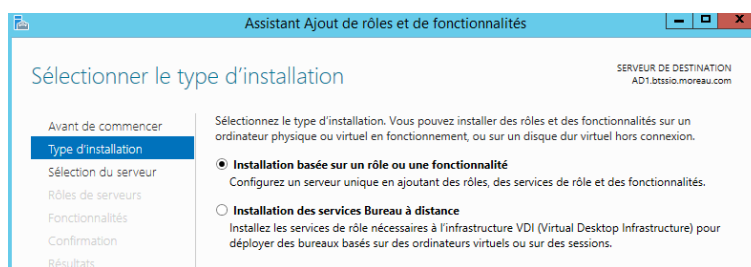 Assistant Ajout de rôles et de fonctionnalités
Sélectionner le type d'installation
SERVEUR DE DESTINATION
AD1.btssio.moreau.com
Avant de commencer
Type d'installation
Sélection du serveur
Rôles de serveurs
Fonctionnalités
Confirmation
Résultats
Sélectionnez le type d'installation. Vous pouvez installer des rôles et des fonctionnalités sur un
ordinateur physique ou virtuel en fonctionnement, ou sur un disque dur virtuel hors connexion.
Installation basée sur un rôle ou une fonctionnalité
Configurez un serveur unique en ajoutant des rôles, des services de rôle et des fonctionnalités.
Installation des services Bureau à distance
Installez les services de rôle nécessaires à l'infrastructure VDI (Virtual Desktop Infrastructure) pour
déployer des bureaux basés sur des ordinateurs virtuels ou sur des sessions.